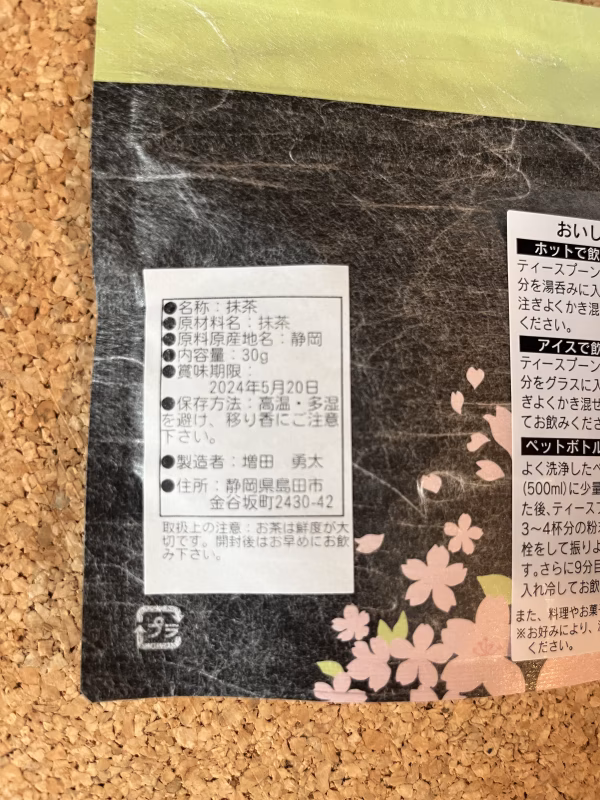 ●名称：抹茶
●原材料名：抹茶
●原料原産地名：静岡
●内容量：30g
●賞味期限：
2024年5月20日
●保存方法：高温・多湿
を避け、移り香にご注意
下さい。
●製造者：増田　勇太
●住所：静岡県島田市
金谷坂町2430-42
取扱上の注意：お茶は鮮度が大
切です。開封後はお早めにお飲
み下さい。
プラ
おいし
ホットで飲
ティースプーン
分を湯呑みに入
注ぎよくかき混
ください。
アイスで飲
ティースプーン
分をグラスに入
ぎよくかき混ぜ
てお飲みくださ
ペットボトル
よく洗浄したペ
(500ml)に少量
た後、ティースプ
3〜4杯分の粉末
栓をして振りよ
す。さらに9分目
入れ冷してお飲
また、料理やお菓子
※お好みにより、
ください。